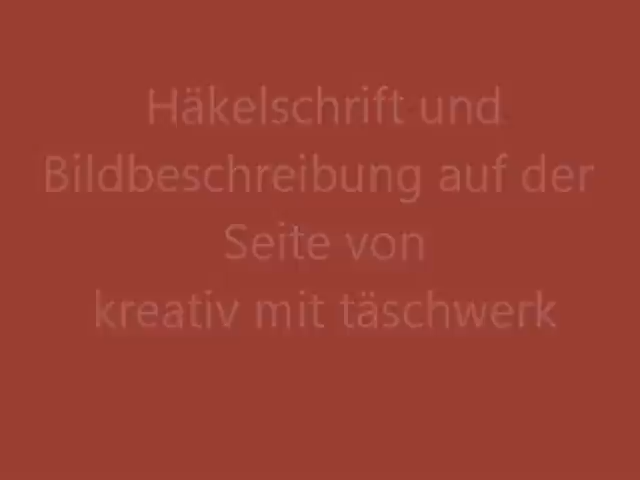 Häkelschrift und
Bildbeschreibung auf der
Seite von
kreativ mit täschwerk